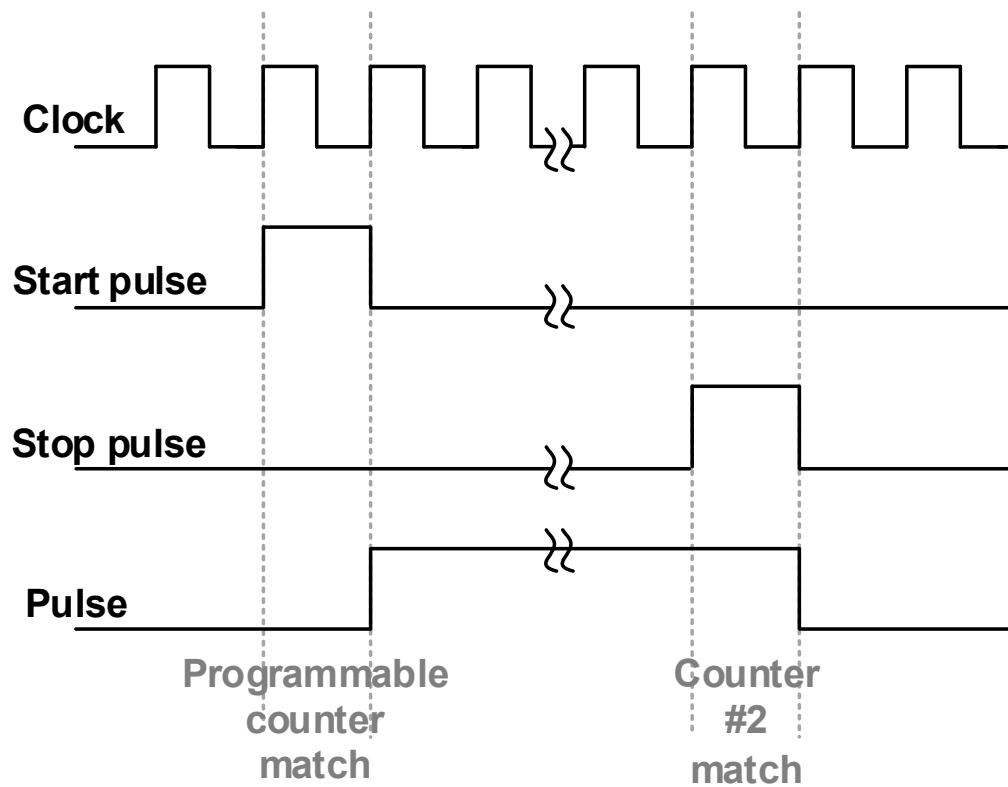 Clock
Start pulse
Stop pulse
Pulse
Programmable
counter
match
Counter
#2
match